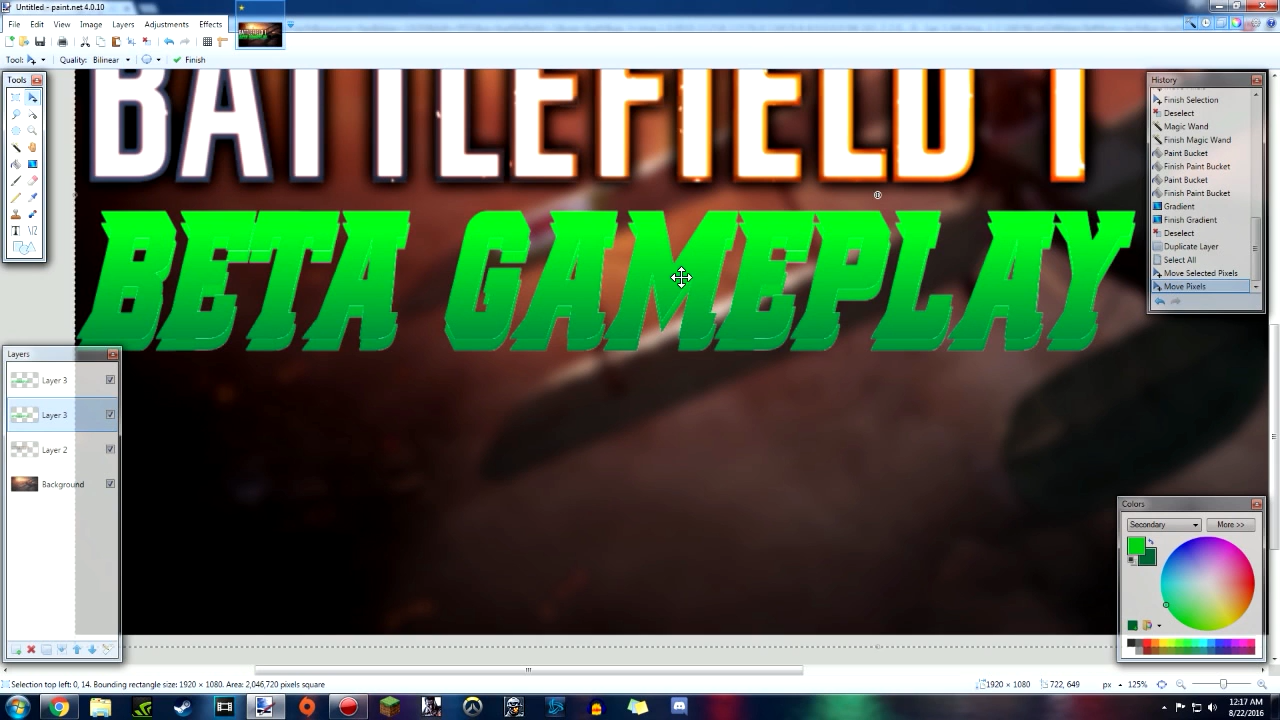 Untitled - paint.net 4.0.10
File Edit View Image Layers Adjustments Effects
Tool: Quality: Bilinear Finish
Tools
BATTLEFIELD 1
BETA GAMEPLAY
History
Finish Selection
Deselect
Magic Wand
Finish Magic Wand
Paint Bucket
Finish Paint Bucket
Paint Bucket
Finish Paint Bucket
Gradient
Finish Gradient
Deselect
Duplicate Layer
Select All
Move Selected Pixels
Move Pixels
Layers
Layer 3
Layer 3
Layer 2
Background
Colors
Secondary More >>
Selection top left: 0, 14. Bounding rectangle size: 1920 × 1080. Area: 2,046,720 pixels square
1920 × 1080 722, 649 px 125%
12:17 AM
8/22/2016